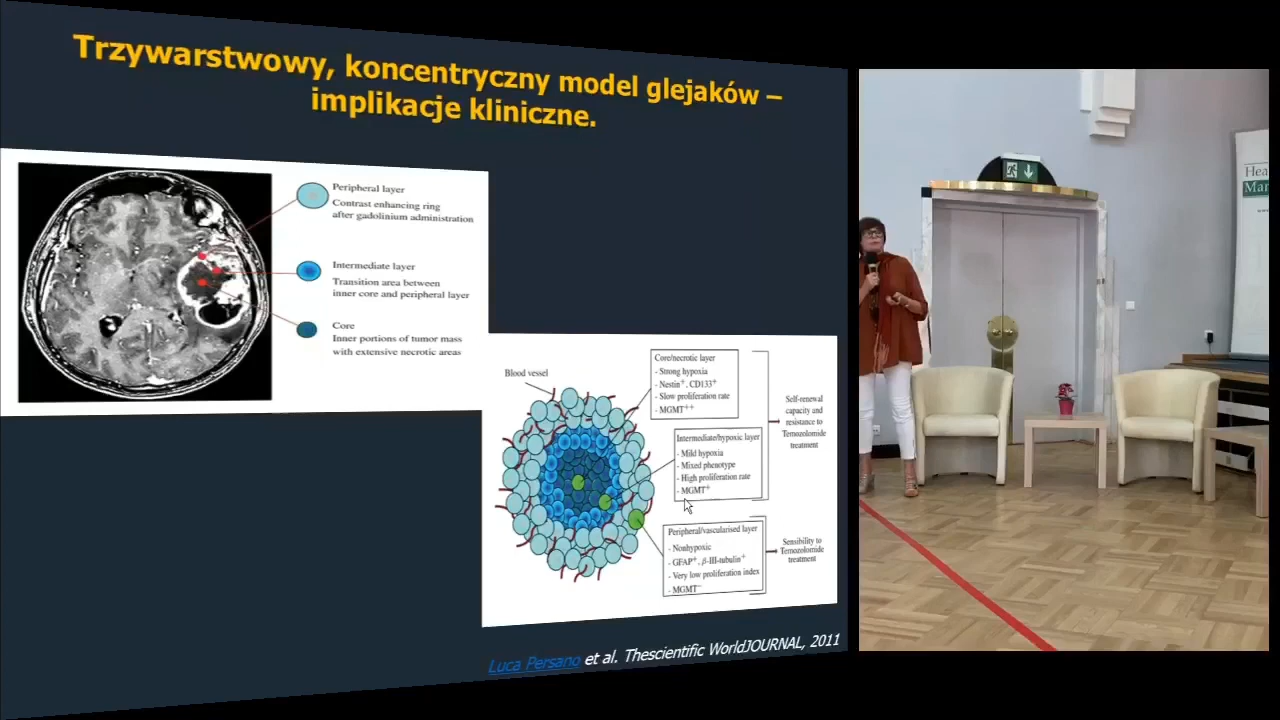 Trzywarstwowy, koncentryczny model glejaków –
implikacje kliniczne.
Peripheral layer
Contrast enhancing ring
after gadolinium administration
Intermediate layer
Transition area between
inner core and peripheral layer
Core
Inner portions of tumor mass
with extensive necrotic areas
Blood vessel
Core/necrotic layer
- Strong hypoxia
- Nestin⁺, CD133⁺
- Slow proliferation rate
- MGMT⁺⁺
Intermediate/hypoxic layer
- Mild hypoxia
- Mixed phenotype
- High proliferation rate
- MGMT⁺
Self-renewal
capacity and
resistance to
Temozolomide
treatment
Peripheral/vascularised layer
- Nonhypoxic
- GFAP⁺, β-III-tubulin⁺
- Very low proliferation index
- MGMT⁻
Sensibility to
Temozolomide
treatment
Luca Persano et al. Thescientific WorldJOURNAL, 2011
Hea
Mar